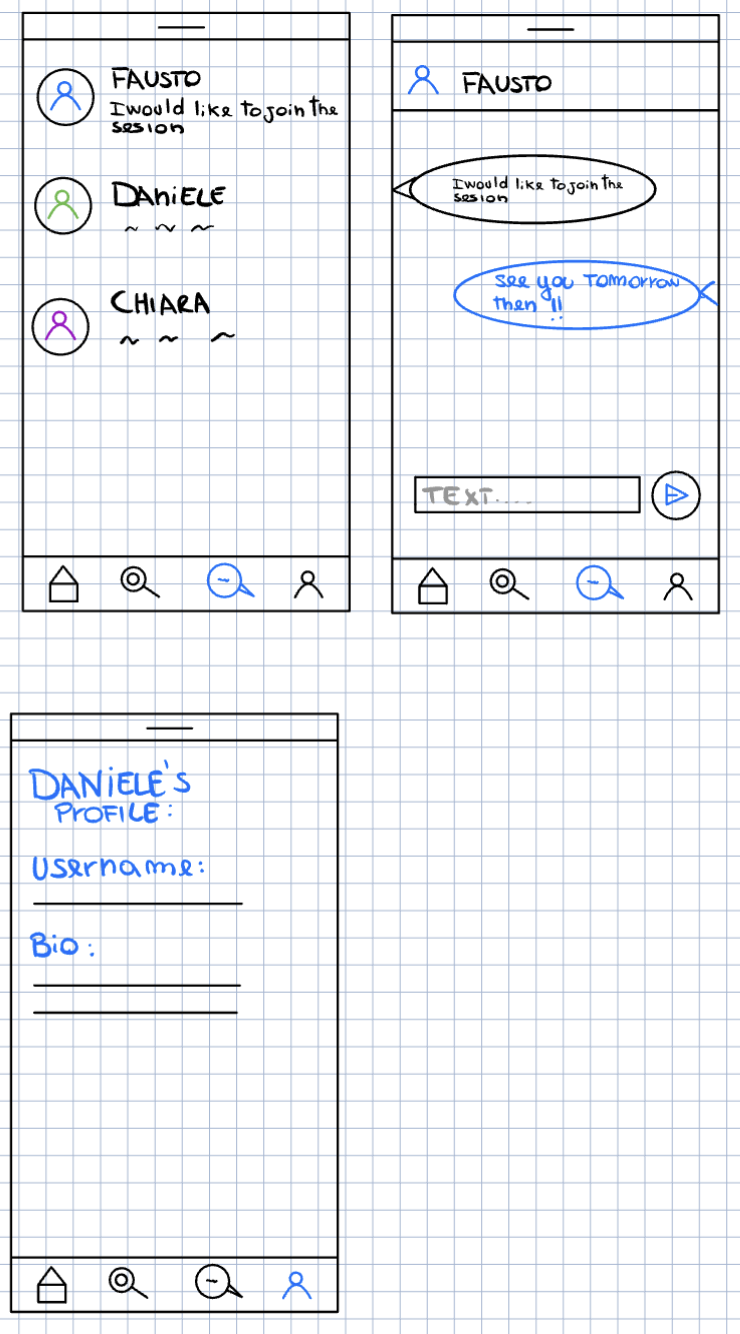 FAUSTO
I would like to join the
sesion
DANiELE
CHIARA
FAUSTO
I would like to join the
sesion
see you TOMORROW
then !!
TEXT....
DANiELE'S
PROFILE:
Username:
Bio: